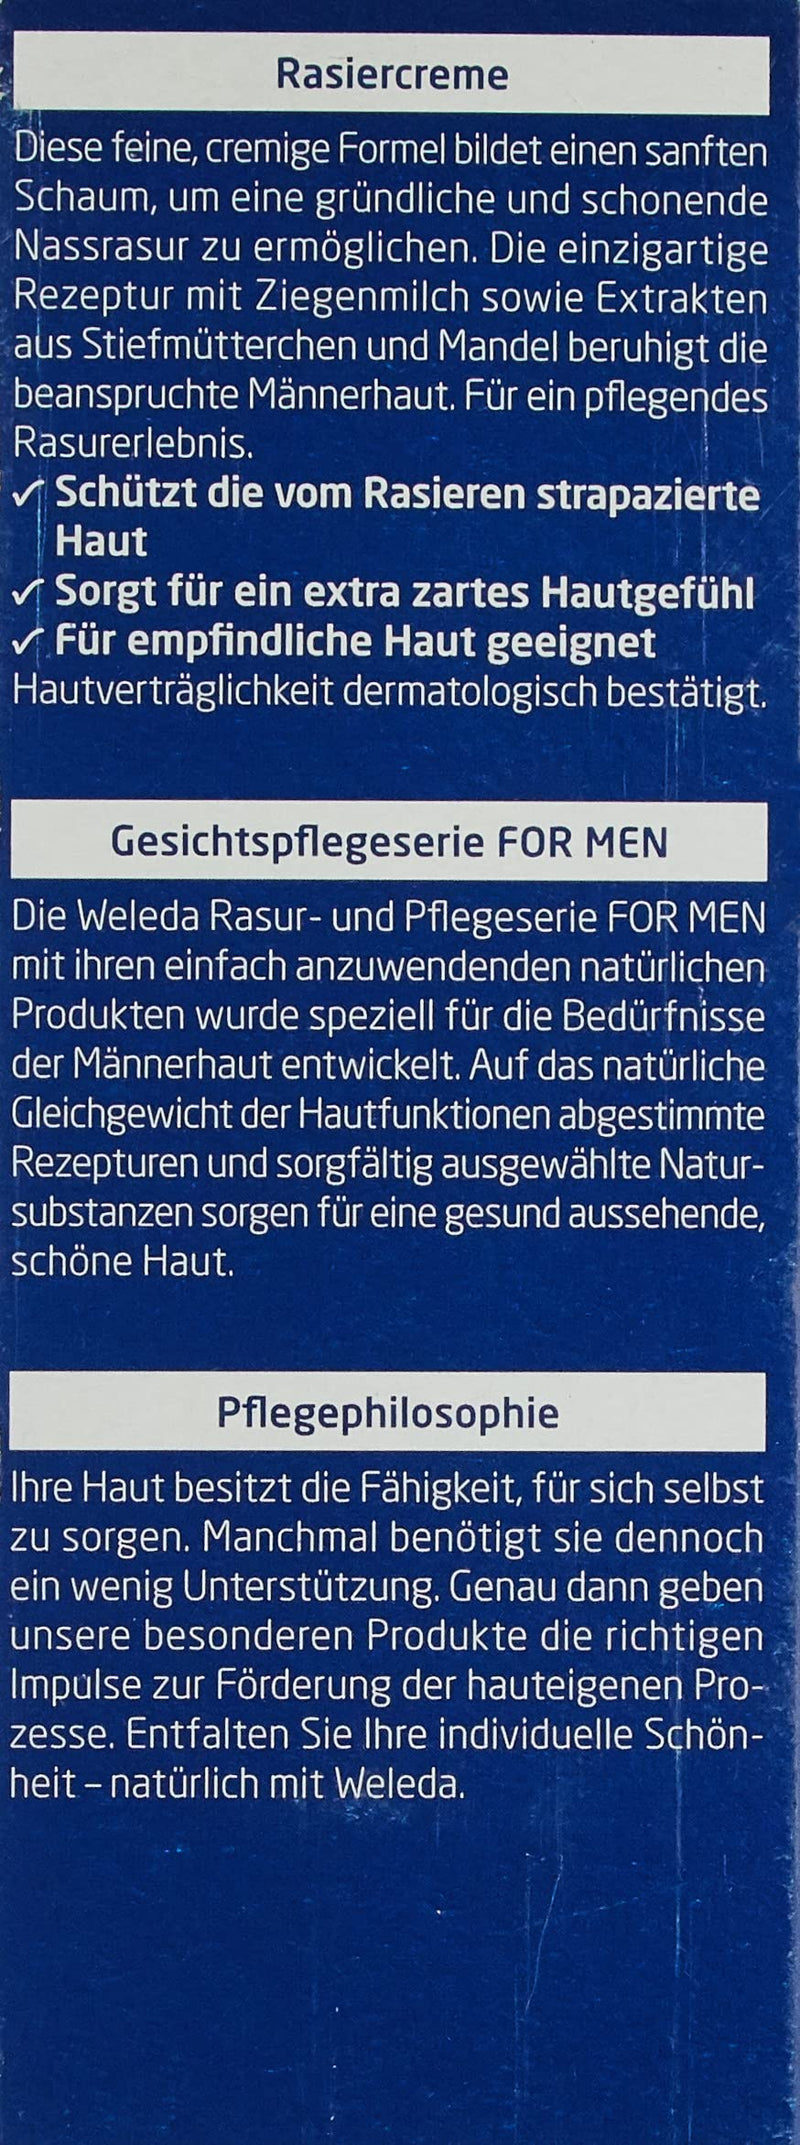 Rasiercreme
Diese feine, cremige Formel bildet einen sanften
Schaum, um eine gründliche und schonende
Nassrasur zu ermöglichen. Die einzigartige
Rezeptur mit Ziegenmilch sowie Extrakten
aus Stiefmütterchen und Mandel beruhigt die
beanspruchte Männerhaut. Für ein pflegendes
Rasurerlebnis.
✓ Schützt die vom Rasieren strapazierte
Haut
✓ Sorgt für ein extra zartes Hautgefühl
✓ Für empfindliche Haut geeignet
Hautverträglichkeit dermatologisch bestätigt.
Gesichtspflegeserie FOR MEN
Die Weleda Rasur- und Pflegeserie FOR MEN
mit ihren einfach anzuwendenden natürlichen
Produkten wurde speziell für die Bedürfnisse
der Männerhaut entwickelt. Auf das natürliche
Gleichgewicht der Hautfunktionen abgestimmte
Rezepturen und sorgfältig ausgewählte Natur-
substanzen sorgen für eine gesund aussehende,
schöne Haut.
Pflegephilosophie
Ihre Haut besitzt die Fähigkeit, für sich selbst
zu sorgen. Manchmal benötigt sie dennoch
ein wenig Unterstützung. Genau dann geben
unsere besonderen Produkte die richtigen
Impulse zur Förderung der hauteigenen Pro-
zesse. Entfalten Sie Ihre individuelle Schön-
heit – natürlich mit Weleda.